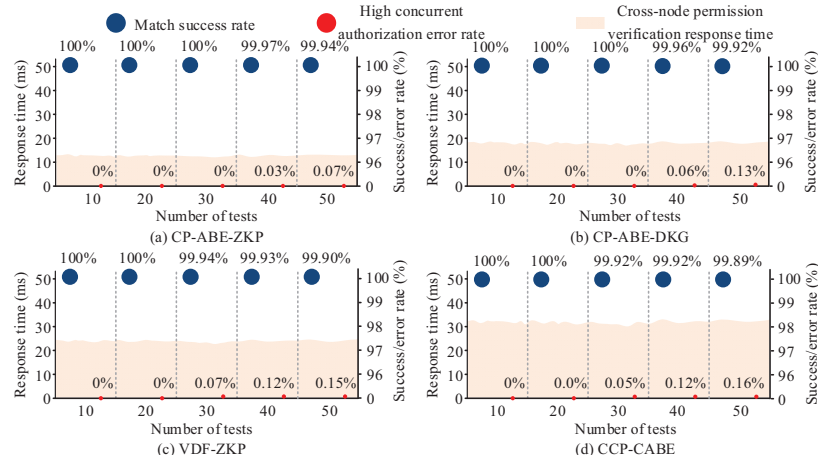 Match success rate
High concurrent
authorization error rate
Cross-node permission
verification response time
100% 100% 100% 99.97% 99.94%
Response time (ms)
50
40
30
20
10
0
0% 0% 0% 0.03% 0.07%
100
98
97
96
0
Success/error rate (%)
10 20 30 40 50
Number of tests
(a) CP-ABE-ZKP
100% 100% 100% 99.96% 99.92%
Response time (ms)
50
40
30
20
10
0
0% 0% 0% 0.06% 0.13%
100
98
97
96
0
Success/error rate (%)
10 20 30 40 50
Number of tests
(b) CP-ABE-DKG
100% 100% 99.94% 99.93% 99.90%
Response time (ms)
50
40
30
20
10
0
0% 0% 0.07% 0.12% 0.15%
100
98
97
96
0
Success/error rate (%)
10 20 30 40 50
Number of tests
(c) VDF-ZKP
100% 100% 99.92% 99.92% 99.89%
Response time (ms)
50
40
30
20
10
0
0% 0.0% 0.05% 0.12% 0.16%
100
98
98
97
96
0
Success/error rate (%)
10 20 30 40 50
Number of tests
(d) CCP-CABE